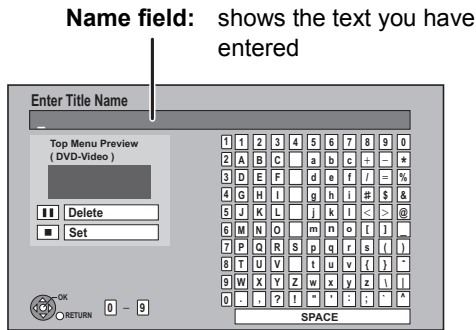 Name field: shows the text you have
entered
Enter Title Name
_
Top Menu Preview
( DVD-Video )
Delete
Set
1 1 2 3 4 5 6 7 8 9 0
2 A B C a b c + – *
3 D E F d e f / = %
4 G H I g h i # $ &
5 J K L j k l < > @
6 M N O m n o [ ] _
7 P Q R S p q r s ( )
8 T U V t u v { } ~
9 W X Y Z w x y z \ |
0 . , ? ! " ' : ; ` ^
SPACE
OK
RETURN
0 – 9